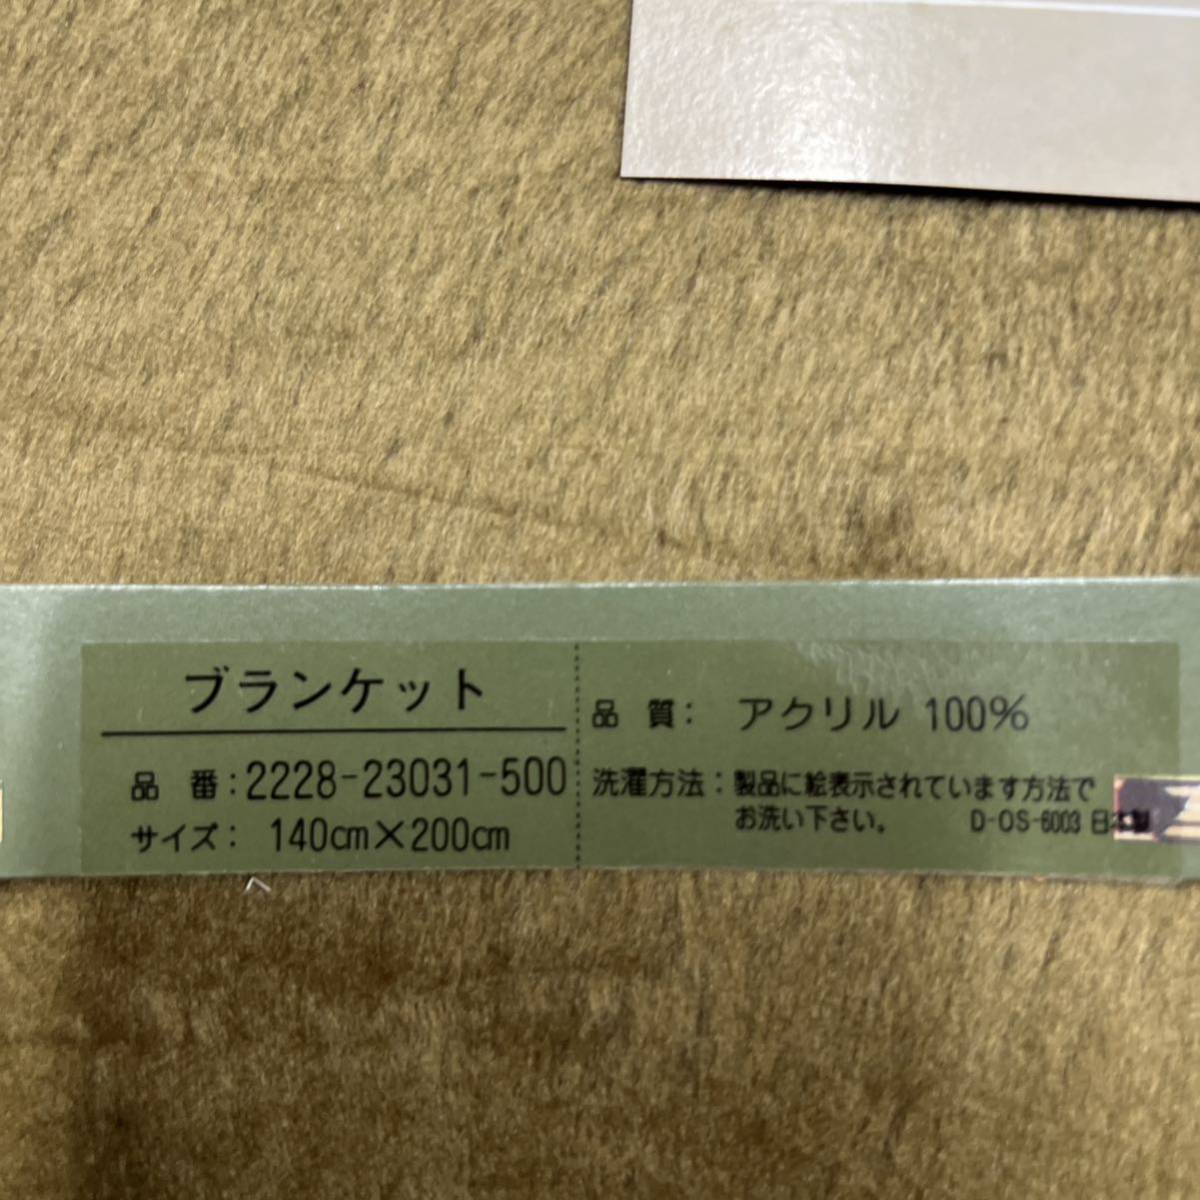 ブランケット
品 番:2228-23031-500
サイズ: 140cm×200cm
品 質: アクリル 100%
洗濯方法:製品に絵表示されています方法で
お洗い下さい。 D-OS-6003 日本製